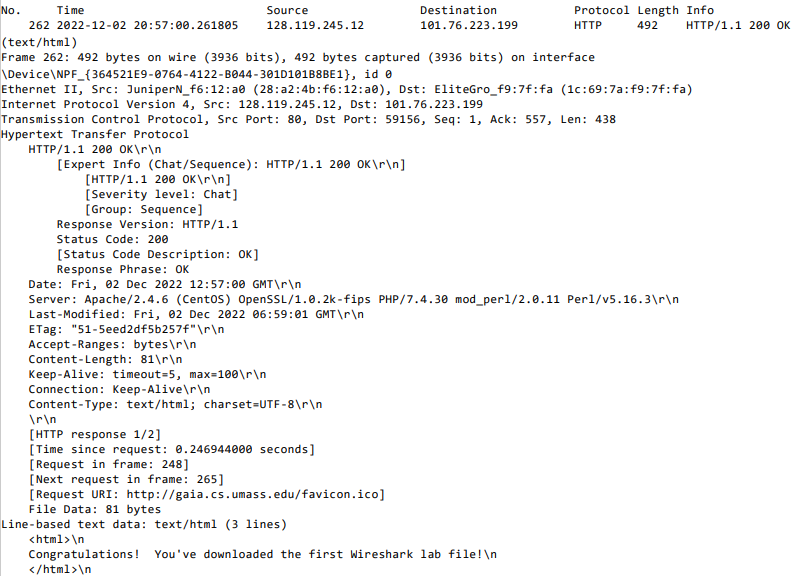 No.     Time                          Source                Destination           Protocol Length Info
    262 2022-12-02 20:57:00.261805    128.119.245.12        101.76.223.199        HTTP     492    HTTP/1.1 200 OK
(text/html)
Frame 262: 492 bytes on wire (3936 bits), 492 bytes captured (3936 bits) on interface
\Device\NPF_{364521E9-0764-4122-B044-301D101B8BE1}, id 0
Ethernet II, Src: JuniperN_f6:12:a0 (28:a2:4b:f6:12:a0), Dst: EliteGro_f9:7f:fa (1c:69:7a:f9:7f:fa)
Internet Protocol Version 4, Src: 128.119.245.12, Dst: 101.76.223.199
Transmission Control Protocol, Src Port: 80, Dst Port: 59156, Seq: 1, Ack: 557, Len: 438
Hypertext Transfer Protocol
    HTTP/1.1 200 OK\r\n
        [Expert Info (Chat/Sequence): HTTP/1.1 200 OK\r\n]
            [HTTP/1.1 200 OK\r\n]
            [Severity level: Chat]
            [Group: Sequence]
        Response Version: HTTP/1.1
        Status Code: 200
        [Status Code Description: OK]
        Response Phrase: OK
    Date: Fri, 02 Dec 2022 12:57:00 GMT\r\n
    Server: Apache/2.4.6 (CentOS) OpenSSL/1.0.2k-fips PHP/7.4.30 mod_perl/2.0.11 Perl/v5.16.3\r\n
    Last-Modified: Fri, 02 Dec 2022 06:59:01 GMT\r\n
    ETag: "51-5eed2df5b257f"\r\n
    Accept-Ranges: bytes\r\n
    Content-Length: 81\r\n
    Keep-Alive: timeout=5, max=100\r\n
    Connection: Keep-Alive\r\n
    Content-Type: text/html; charset=UTF-8\r\n
    \r\n
    [HTTP response 1/2]
    [Time since request: 0.246944000 seconds]
    [Request in frame: 248]
    [Next request in frame: 265]
    [Request URI: http://gaia.cs.umass.edu/favicon.ico]
    File Data: 81 bytes
Line-based text data: text/html (3 lines)
    <html>\n
    Congratulations!  You've downloaded the first Wireshark lab file!\n
    </html>\n